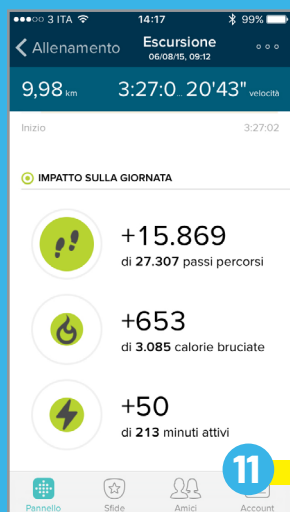 3 ITA 14:17 99%
Allenamento Escursione
06/08/15, 09:12
9,98 km 3:27:0... 20'43" velocità
Inizio 3:27:02
IMPATTO SULLA GIORNATA
+15.869
di 27.307 passi percorsi
+653
di 3.085 calorie bruciate
+50
di 213 minuti attivi
11
Pannello Sfide Amici Account